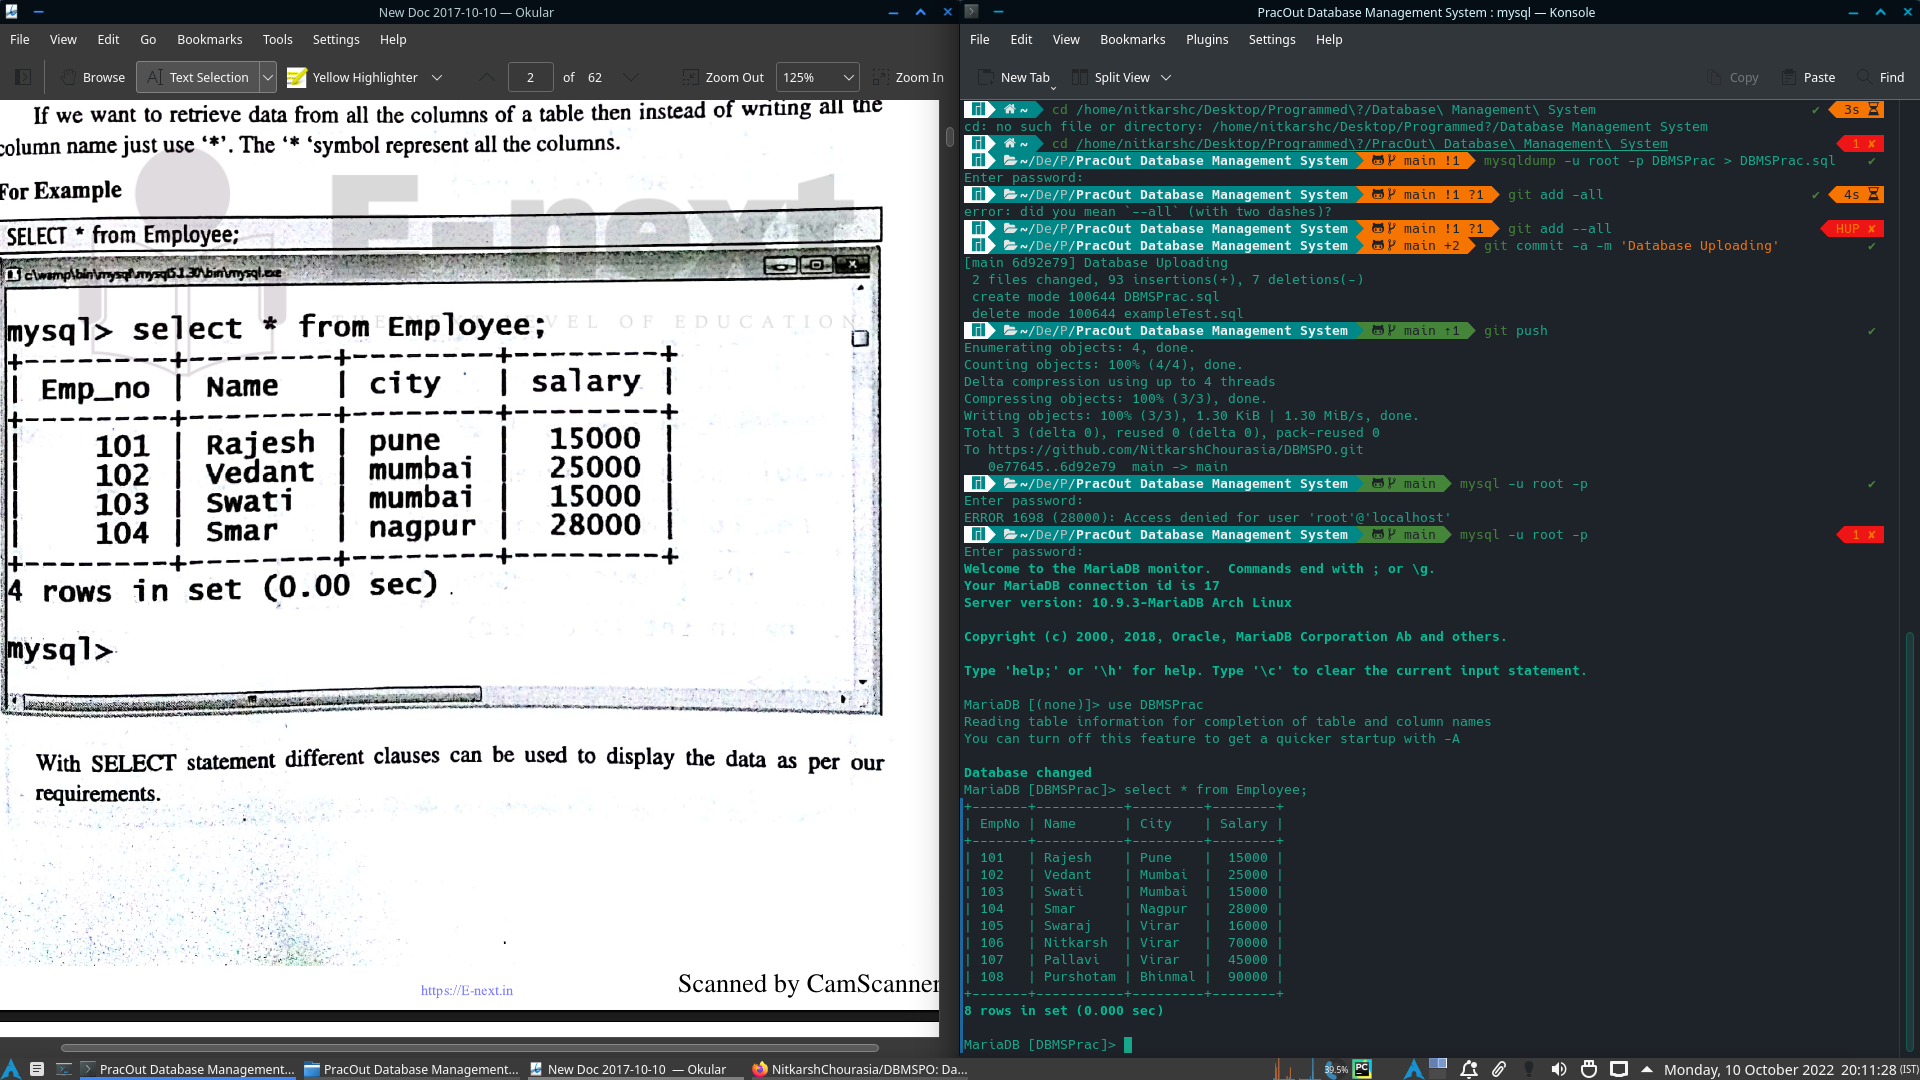 New Doc 2017-10-10 — Okular
File View Edit Go Bookmarks Tools Settings Help
Browse Text Selection Yellow Highlighter 2 of 62 Zoom Out 125% Zoom In
If we want to retrieve data from all the columns of a table then instead of writing all the
column name just use ‘*’. The ‘* ‘symbol represent all the columns.
For Example
E-next
SELECT * from Employee;
c:\wamp\bin\mysql\mysql5.1.30\bin\mysql.exe
THE NEXT LEVEL OF EDUCATION
mysql> select * from Employee;
+---------+---------+---------+---------+
| Emp_no | Name | city | salary |
+---------+---------+---------+---------+
| 101 | Rajesh | pune | 15000 |
| 102 | Vedant | mumbai | 25000 |
| 103 | Swati | mumbai | 15000 |
| 104 | Smar | nagpur | 28000 |
+---------+---------+---------+---------+
4 rows in set (0.00 sec)
mysql>
With SELECT statement different clauses can be used to display the data as per our
requirements.
https://E-next.in
Scanned by CamScanner
PracOut Database Management System : mysql — Konsole
File Edit View Bookmarks Plugins Settings Help
New Tab Split View Copy Paste Find
~ cd /home/nitkarshc/Desktop/Programmed\?/Database\ Management\ System ✔ 3s
cd: no such file or directory: /home/nitkarshc/Desktop/Programmed?/Database Management System
~ cd /home/nitkarshc/Desktop/Programmed\?/PracOut\ Database\ Management\ System 1 ✘
~/De/P/PracOut Database Management System main !1 mysqldump -u root -p DBMSPrac > DBMSPrac.sql ✔
Enter password:
~/De/P/PracOut Database Management System main !1 ?1 git add -all ✔ 4s
error: did you mean `--all` (with two dashes)?
~/De/P/PracOut Database Management System main !1 ?1 git add --all HUP ✘
~/De/P/PracOut Database Management System main +2 git commit -a -m 'Database Uploading' ✔
[main 6d92e79] Database Uploading
2 files changed, 93 insertions(+), 7 deletions(-)
create mode 100644 DBMSPrac.sql
delete mode 100644 exampleTest.sql
~/De/P/PracOut Database Management System main ↑1 git push ✔
Enumerating objects: 4, done.
Counting objects: 100% (4/4), done.
Delta compression using up to 4 threads
Compressing objects: 100% (3/3), done.
Writing objects: 100% (3/3), 1.30 KiB | 1.30 MiB/s, done.
Total 3 (delta 0), reused 0 (delta 0), pack-reused 0
To https://github.com/NitkarshChourasia/DBMSPO.git
0e77645..6d92e79 main -> main
~/De/P/PracOut Database Management System main mysql -u root -p ✔
Enter password:
ERROR 1698 (28000): Access denied for user 'root'@'localhost'
~/De/P/PracOut Database Management System main mysql -u root -p 1 ✘
Enter password:
Welcome to the MariaDB monitor. Commands end with ; or \g.
Your MariaDB connection id is 17
Server version: 10.9.3-MariaDB Arch Linux
Copyright (c) 2000, 2018, Oracle, MariaDB Corporation Ab and others.
Type 'help;' or '\h' for help. Type '\c' to clear the current input statement.
MariaDB [(none)]> use DBMSPrac
Reading table information for completion of table and column names
You can turn off this feature to get a quicker startup with -A
Database changed
MariaDB [DBMSPrac]> select * from Employee;
+-------+-----------+---------+--------+
| EmpNo | Name | City | Salary |
+-------+-----------+---------+--------+
| 101 | Rajesh | Pune | 15000 |
| 102 | Vedant | Mumbai | 25000 |
| 103 | Swati | Mumbai | 15000 |
| 104 | Smar | Nagpur | 28000 |
| 105 | Swaraj | Virar | 16000 |
| 106 | Nitkarsh | Virar | 70000 |
| 107 | Pallavi | Virar | 45000 |
| 108 | Purshotam | Bhinmal | 90000 |
+-------+-----------+---------+--------+
8 rows in set (0.000 sec)
MariaDB [DBMSPrac]>
PracOut Database Management... PracOut Database Management... New Doc 2017-10-10 — Okular NitkarshChourasia/DBMSPO: Da... 39.5% PC Monday, 10 October 2022 20:11:28 (IST)